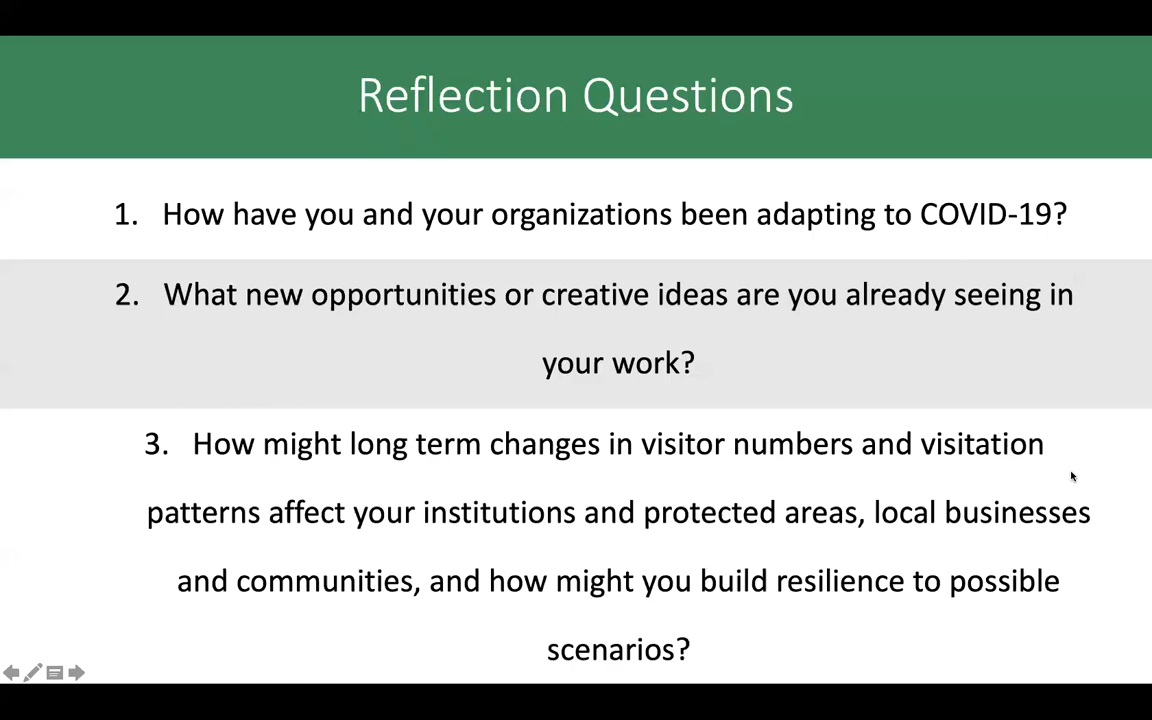 Reflection Questions
1. How have you and your organizations been adapting to COVID-19?
2. What new opportunities or creative ideas are you already seeing in
your work?
3. How might long term changes in visitor numbers and visitation
patterns affect your institutions and protected areas, local businesses
and communities, and how might you build resilience to possible
scenarios?